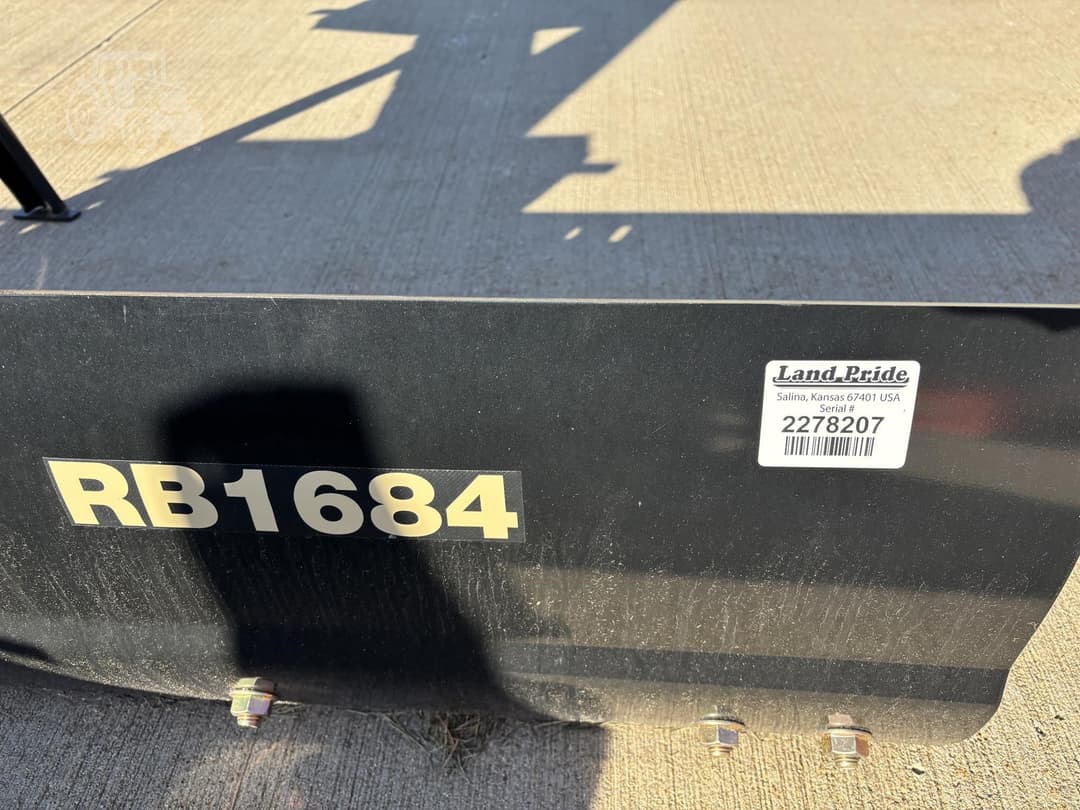 RB1684
Land Pride
Salina, Kansas 67401 USA
Serial #
2278207